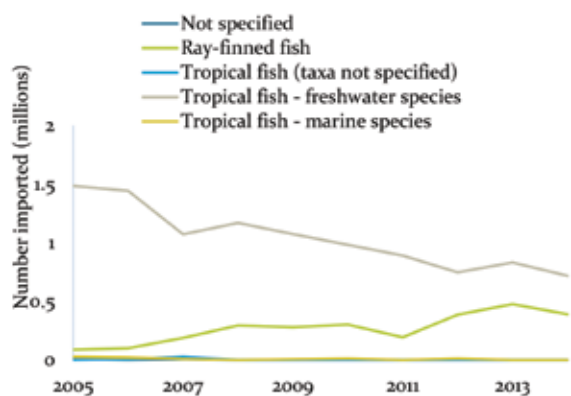 Not specified
Ray-finned fish
Tropical fish (taxa not specified)
Tropical fish - freshwater species
Tropical fish - marine species
Number imported (millions)
2
1.5
1
0.5
0
2005
2007
2009
2011
2013